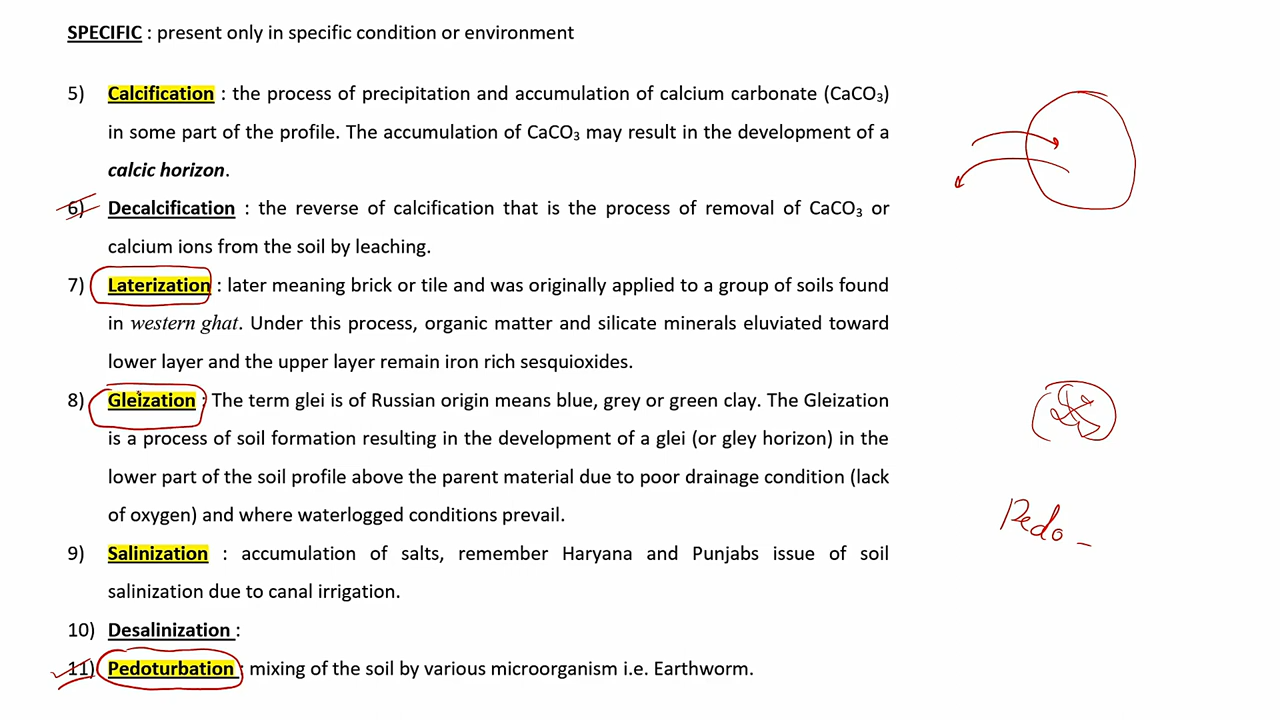 SPECIFIC : present only in specific condition or environment
5) Calcification : the process of precipitation and accumulation of calcium carbonate (CaCO₃)
in some part of the profile. The accumulation of CaCO₃ may result in the development of a
calcic horizon.
6) Decalcification : the reverse of calcification that is the process of removal of CaCO₃ or
calcium ions from the soil by leaching.
7) Laterization : later meaning brick or tile and was originally applied to a group of soils found
in western ghat. Under this process, organic matter and silicate minerals eluviated toward
lower layer and the upper layer remain iron rich sesquioxides.
8) Gleization : The term glei is of Russian origin means blue, grey or green clay. The Gleization
is a process of soil formation resulting in the development of a glei (or gley horizon) in the
lower part of the soil profile above the parent material due to poor drainage condition (lack
of oxygen) and where waterlogged conditions prevail.
Pedo –
9) Salinization : accumulation of salts, remember Haryana and Punjabs issue of soil
salinization due to canal irrigation.
10) Desalinization :
11) Pedoturbation : mixing of the soil by various microorganism i.e. Earthworm.